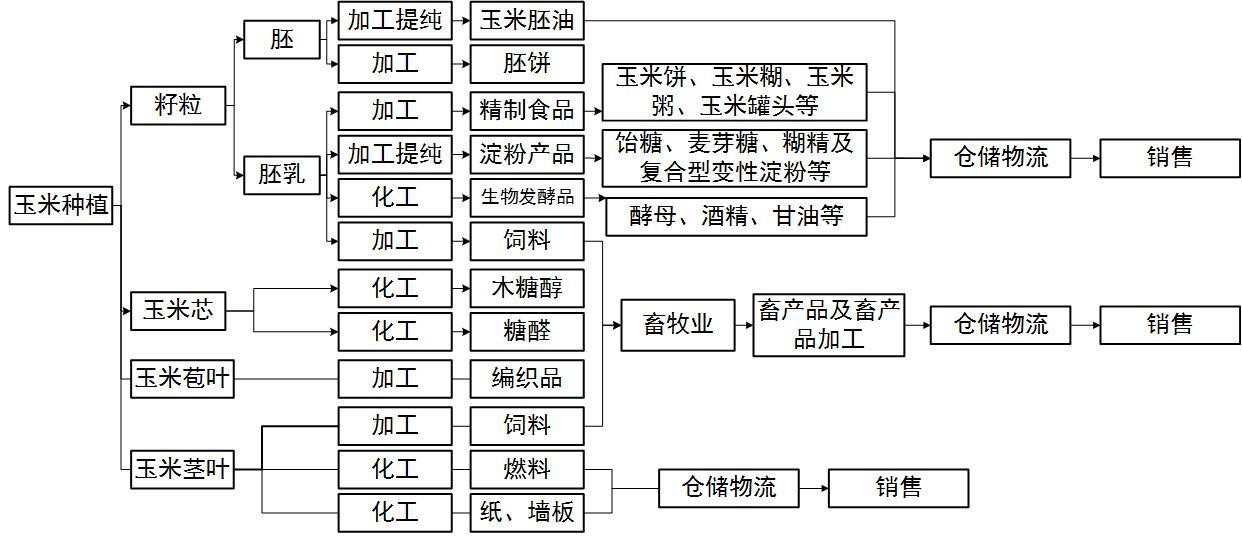 加工提纯
玉米胚油
胚
加工
胚饼
籽粒
加工
精制食品
玉米饼、玉米糊、玉米
粥、玉米罐头等
胚乳
加工提纯
淀粉产品
饴糖、麦芽糖、糊精及
复合型变性淀粉等
仓储物流
销售
玉米种植
化工
生物发酵品
酵母、酒精、甘油等
加工
饲料
玉米芯
化工
木糖醇
化工
糖醛
畜牧业
畜产品及畜产
品加工
仓储物流
销售
玉米苞叶
加工
编织品
加工
饲料
玉米茎叶
化工
燃料
化工
纸、墙板
仓储物流
销售